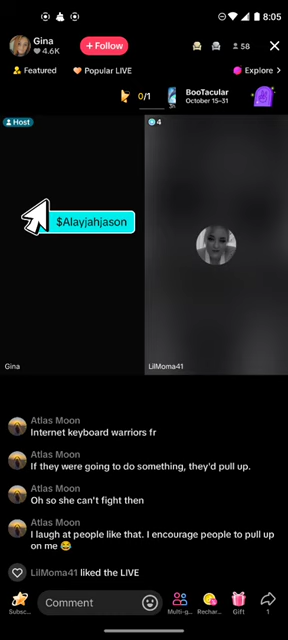 8:05
Gina
4.6K
+ Follow
58
Featured
Popular LIVE
Explore >
0/1
BooTacular
October 15–31
Host
4
$Alayjahjason
Gina
LilMoma41
Atlas Moon
Internet keyboard warriors fr
Atlas Moon
If they were going to do something, they'd pull up.
Atlas Moon
Oh so she can't fight then
Atlas Moon
I laugh at people like that. I encourage people to pull up
on me 😂
LilMoma41 liked the LIVE
Comment
Subsc...
Multi-g...
Rechar...
Gift
1